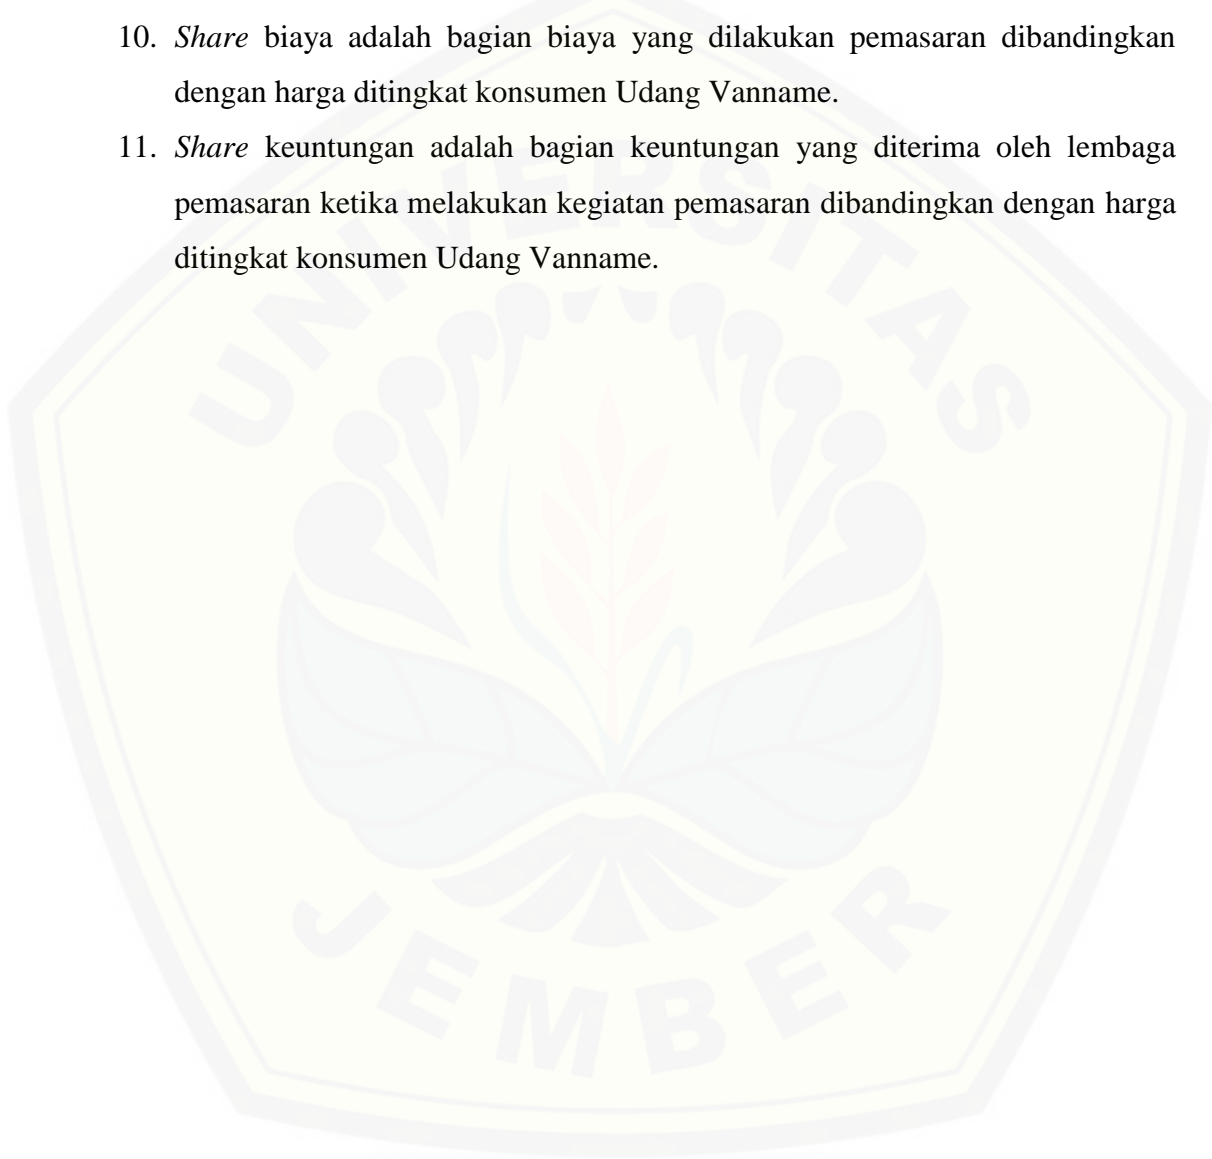 10. Share biaya adalah bagian biaya yang dilakukan pemasaran dibandingkan
dengan harga ditingkat konsumen Udang Vanname.
11. Share keuntungan adalah bagian keuntungan yang diterima oleh lembaga
pemasaran ketika melakukan kegiatan pemasaran dibandingkan dengan harga
ditingkat konsumen Udang Vanname.
UNIVERSITAS
JEMBER